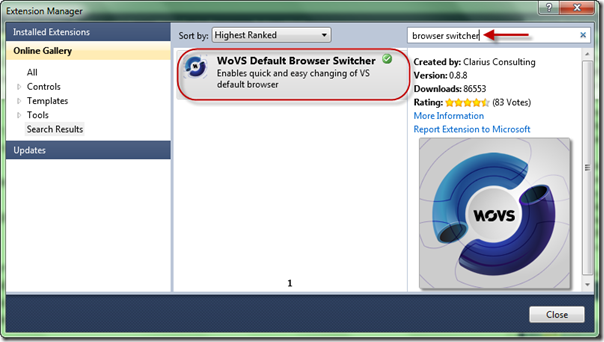 Extension Manager
?
Installed Extensions
Online Gallery
All
Controls
Templates
Tools
Search Results
Updates
Sort by: Highest Ranked
WoVS Default Browser Switcher
Enables quick and easy changing of VS
default browser
1
browser switcher
Created by: Clarius Consulting
Version: 0.8.8
Downloads: 86553
Rating: (83 Votes)
More Information
Report Extension to Microsoft
WOVS
Close